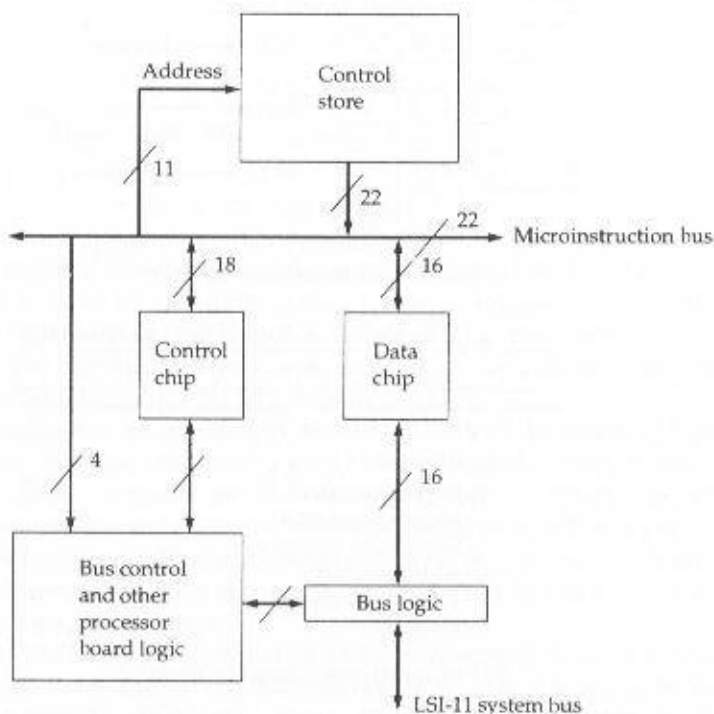 Control
store
Address
11
22
22
Microinstruction bus
18
16
Control
chip
Data
chip
4
16
Bus control
and other
processor
board logic
Bus logic
LSI-11 system bus